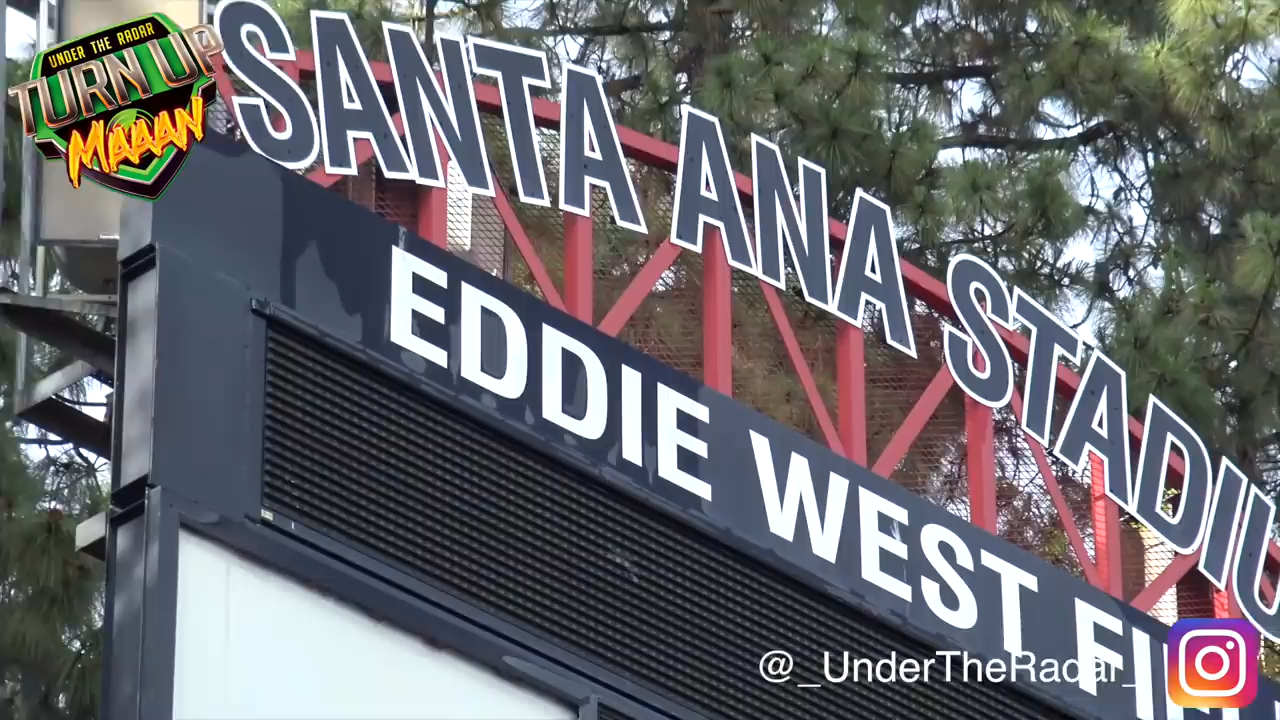 UNDER THE RADAR
TURN UP
MAAAN
SANTA ANA STADIU
EDDIE WEST FI
@_UnderTheRadar_